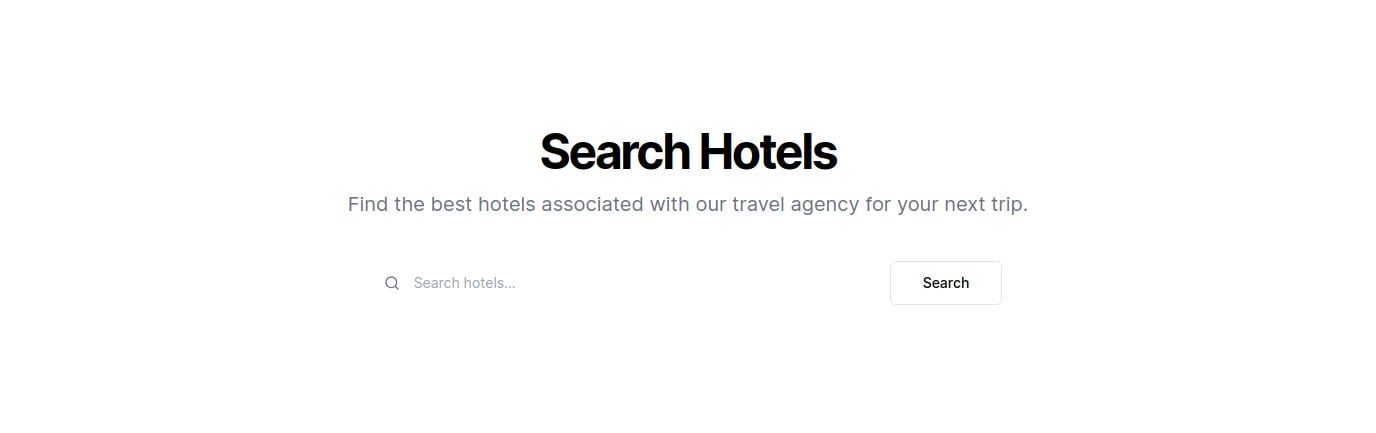 Search Hotels
Find the best hotels associated with our travel agency for your next trip.
Search hotels...
Search